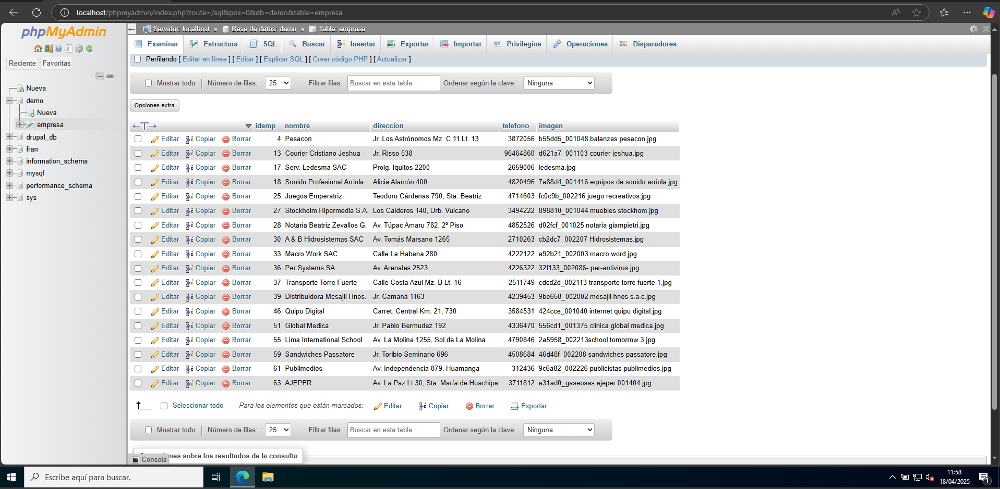 localhost/phpmyadmin/index.php?route=/sql&pos=0&db=demo&table=empresa
phpMyAdmin
Reciente Favoritas
Nueva
demo
Nueva
empresa
drupal_db
fran
information_schema
mysql
performance_schema
sys
Servidor: localhost » Base de datos: demo » Tabla: empresa
Examinar Estructura SQL Buscar Insertar Exportar Importar Privilegios Operaciones Disparadores
Perfilando [ Editar en línea ] [ Editar ] [ Explicar SQL ] [ Crear código PHP ] [ Actualizar ]
Mostrar todo Número de filas: 25 Filtrar filas: Buscar en esta tabla Ordenar según la clave: Ninguna
Opciones extra
idemp nombre direccion telefono imagen
Editar Copiar Borrar 4 Pesacon Jr. Los Astrónomos Mz. C 11 Lt. 13 3872056 b55dd5_001048 balanzas pesacon.jpg
Editar Copiar Borrar 13 Courier Cristiano Jeshua Jr. Risso 538 96464860 d621a7_001103 courier jeshua.jpg
Editar Copiar Borrar 17 Serv. Ledesma SAC Prolg. Iquitos 2200 2659006 ledesma.jpg
Editar Copiar Borrar 18 Sonido Profesional Arriola Alicia Alarcón 400 4820496 7a88d4_001416 equipos de sonido arriola.jpg
Editar Copiar Borrar 25 Juegos Emperatriz Teodoro Cárdenas 790, Sta. Beatriz 4714603 fc0c9b_002216 juego recreativos.jpg
Editar Copiar Borrar 27 Stockholm Hipermedia S.A. Los Calderos 140, Urb. Vulcano 3494222 898810_001044 muebles stockhom.jpg
Editar Copiar Borrar 28 Notaria Beatriz Zevallos G. Av. Túpac Amaru 782, 2º Piso 4852526 d02fcf_001025 notaria giampietri.jpg
Editar Copiar Borrar 30 A & B Hidrosistemas SAC Av. Tomás Marsano 1265 2710263 cb2dc7_002207 Hidrosistemas.jpg
Editar Copiar Borrar 33 Macro Work SAC Calle La Habana 280 4222122 a92b21_002003 macro word.jpg
Editar Copiar Borrar 36 Per Systems SA Av. Arenales 2523 4226322 32f133_002086- per-antivirus.jpg
Editar Copiar Borrar 37 Transporte Torre Fuerte Calle Costa Azul Mz. B Lt. 16 2511749 cdcd2d_002113 transporte torre fuerte 1.jpg
Editar Copiar Borrar 39 Distribuidora Mesajil Hnos. Jr. Camaná 1163 4239453 9be658_002002 mesajil hnos s.a.c.jpg
Editar Copiar Borrar 46 Quipu Digital Carret. Central Km. 21, 730 3584531 424cce_001040 internet quipu digital.jpg
Editar Copiar Borrar 51 Global Medica Jr. Pablo Bermudez 192 4336470 556cd1_001375 clinica global medica.jpg
Editar Copiar Borrar 55 Lima International School Av. La Molina 1255, Sol de La Molina 4790846 2a5958_002213school tomorrow 3.jpg
Editar Copiar Borrar 59 Sandwiches Passatore Jr. Toribio Seminario 696 4508684 46d48f_002208 sandwiches passatore.jpg
Editar Copiar Borrar 61 Publimedios Av. Independencia 879, Huamanga 312436 9c6a82_002226 publicistas publimedios.jpg
Editar Copiar Borrar 63 AJEPER Av. La Paz Lt.30, Sta. María de Huachipa 3711812 a31ad0_gaseosas ajeper 001404.jpg
Seleccionar todo Para los elementos que están marcados: Editar Copiar Borrar Exportar
Mostrar todo Número de filas: 25 Filtrar filas: Buscar en esta tabla Ordenar según la clave: Ninguna
nes sobre los resultados de la consulta
Consola
Escribe aquí para buscar.
11:58
18/04/2025
1